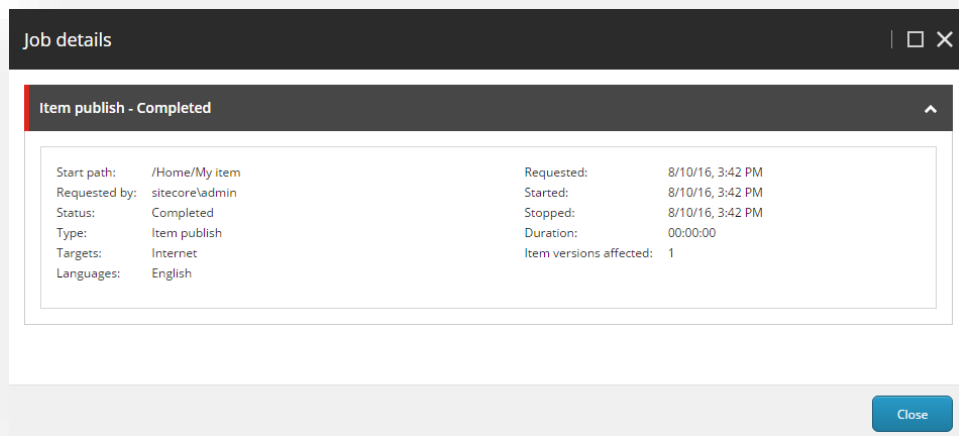 Job details
Item publish - Completed
Start path: /Home/My item
Requested by: sitecore\admin
Status: Completed
Type: Item publish
Targets: Internet
Languages: English
Requested: 8/10/16, 3:42 PM
Started: 8/10/16, 3:42 PM
Stopped: 8/10/16, 3:42 PM
Duration: 00:00:00
Item versions affected: 1
Close